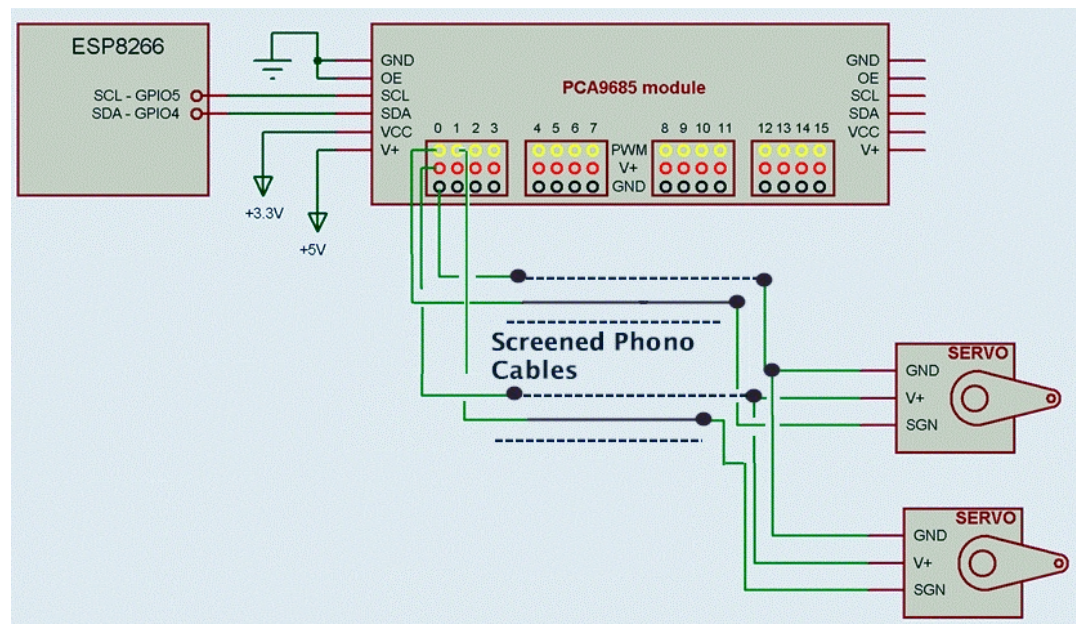 ESP8266
SCL - GPIO5
SDA - GPIO4
+3.3V
+5V
GND
OE
SCL
SDA
VCC
V+
PCA9685 module
0 1 2 3 4 5 6 7 8 9 10 11 12 13 14 15
PWM
V+
GND
GND
OE
SCL
SDA
VCC
V+
Screened Phono
Cables
SERVO
GND
V+
SGN
SERVO
GND
V+
SGN